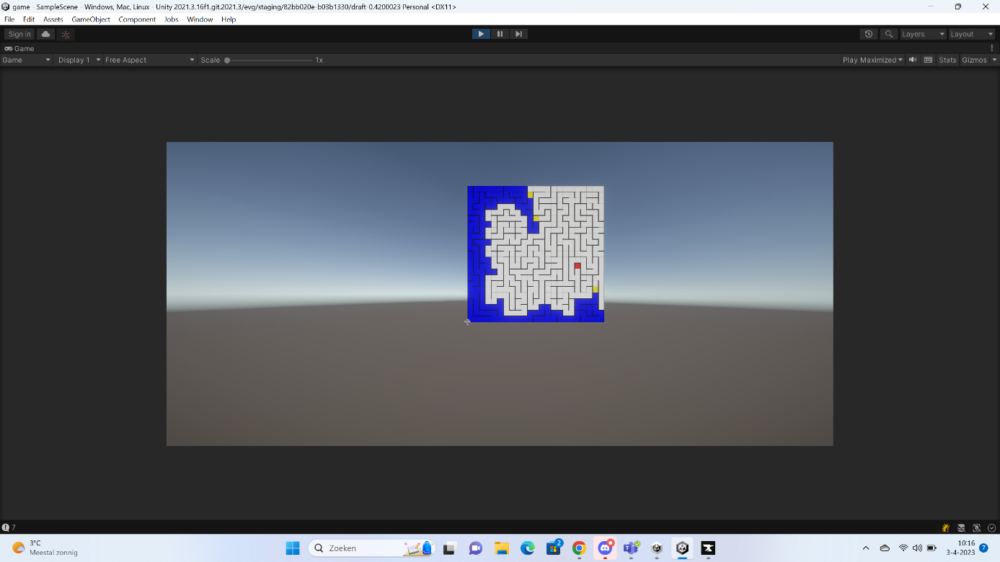 game - SampleScene - Windows, Mac, Linux - Unity 2021.3.16f1.git.2021.3/evg/staging/82bb020e-b03b1330/draft-0.4200023 Personal <DX11>
File Edit Assets GameObject Component Jobs Window Help
Sign in Layers Layout
Game
Game Display 1 Free Aspect Scale 1x Play Maximized Stats Gizmos
7
3°C
Meestal zonnig
Zoeken
2
10:16
3-4-2023
7